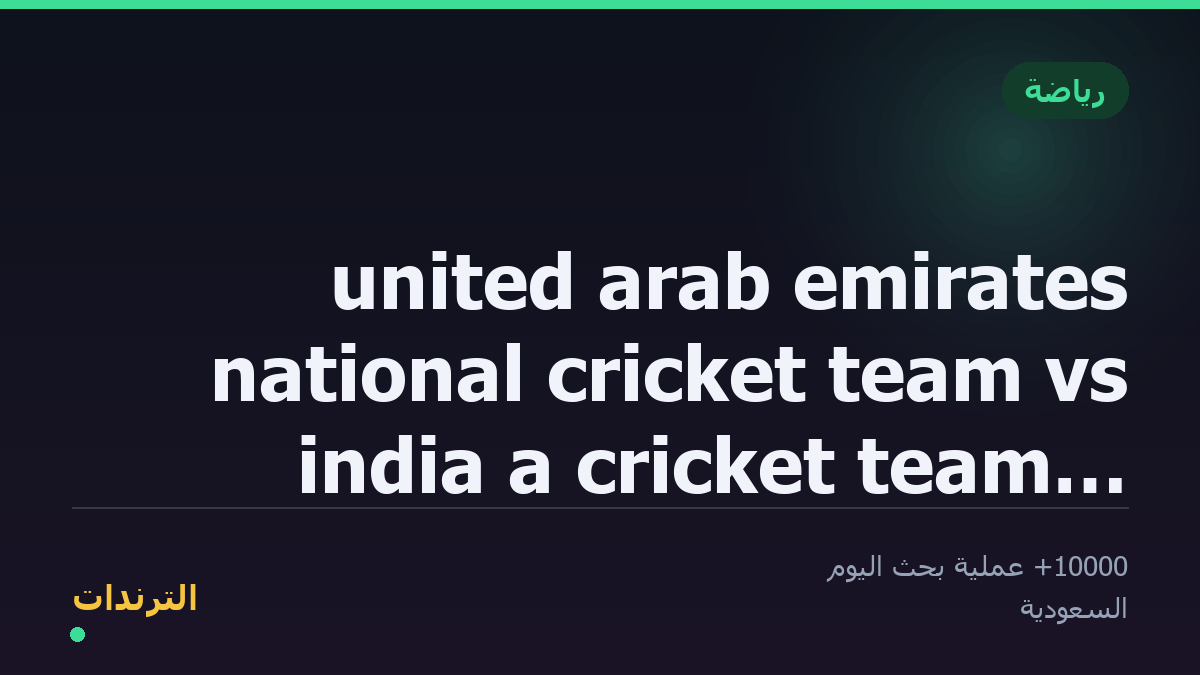 رياضة
united arab emirates
national cricket team vs
india a cricket team...
10000+ عملية بحث اليوم
السعودية
الترندات